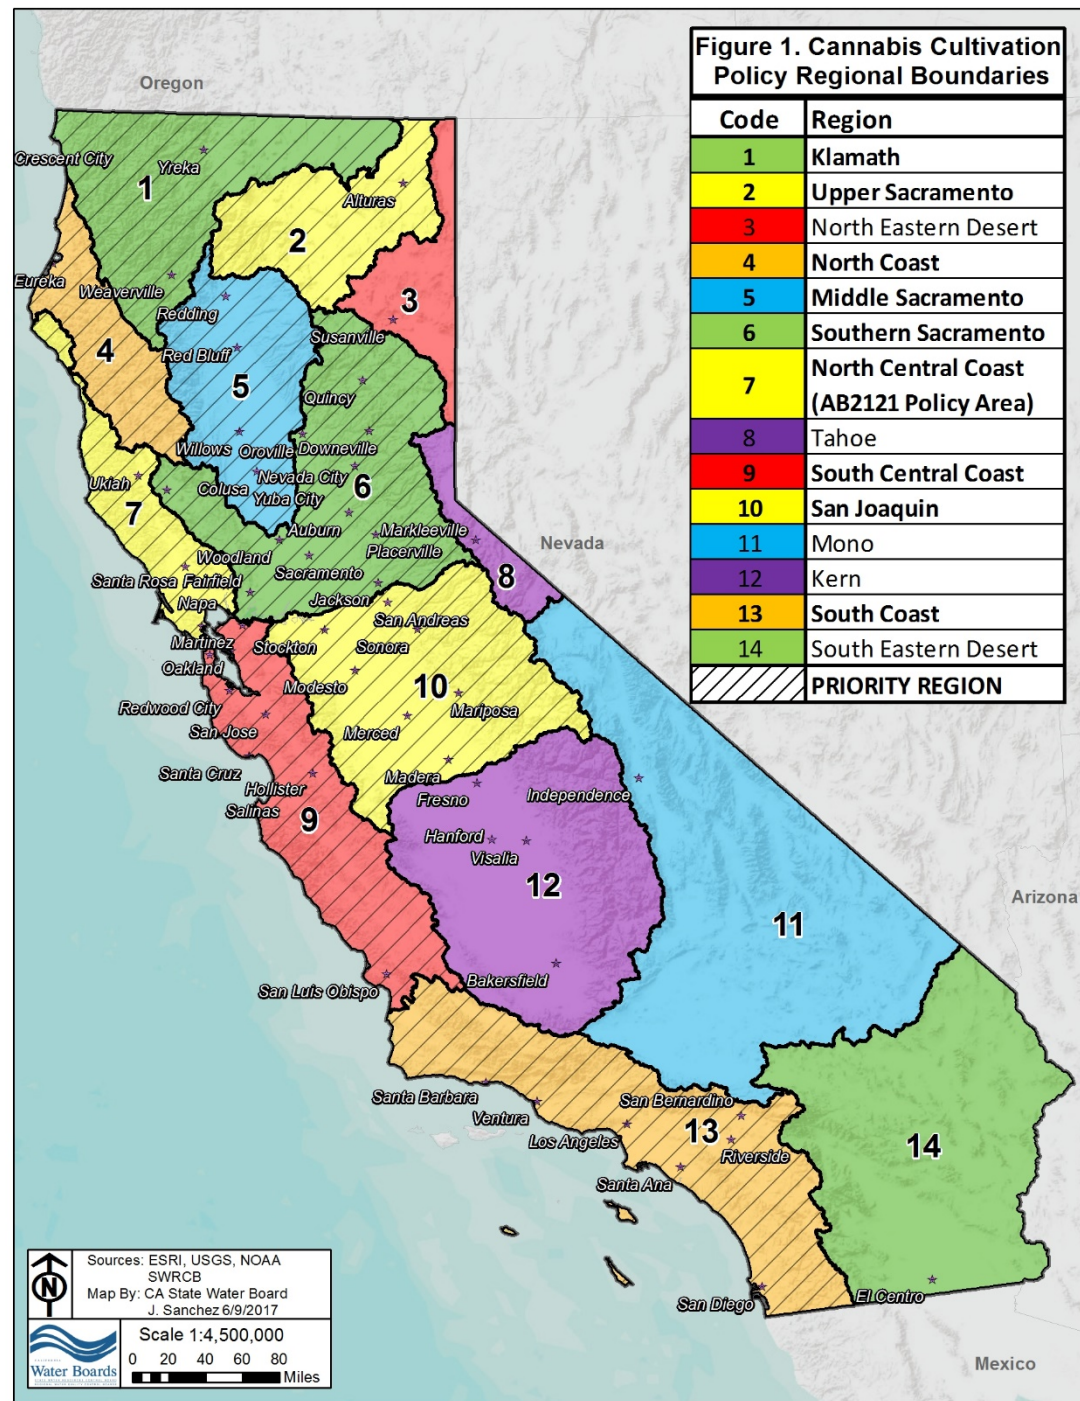 Figure 1. Cannabis Cultivation
Policy Regional Boundaries
Code Region
1 Klamath
2 Upper Sacramento
3 North Eastern Desert
4 North Coast
5 Middle Sacramento
6 Southern Sacramento
7 North Central Coast
(AB2121 Policy Area)
8 Tahoe
9 South Central Coast
10 San Joaquin
11 Mono
12 Kern
13 South Coast
14 South Eastern Desert
PRIORITY REGION
Oregon
Crescent City
Yreka
1
Alturas
2
Eureka
Weaverville
Redding
3
Susanville
4
Red Bluff
5
Quincy
Willows
Oroville
Downeville
Nevada City
Ukiah
Colusa
Yuba City
6
7
Auburn
Markleeville
Placerville
Nevada
Woodland
Sacramento
8
Santa Rosa
Fairfield
Napa
Jackson
San Andreas
Martinez
Stockton
Sonora
Oakland
Modesto
10
Redwood City
Mariposa
San Jose
Merced
Santa Cruz
Madera
Hollister
Fresno
Independence
Salinas
9
Hanford
Visalia
12
Arizona
11
Bakersfield
San Luis Obispo
Santa Barbara
San Bernardino
Ventura
Los Angeles
13
Riverside
14
Santa Ana
San Diego
El Centro
Mexico
N
Sources: ESRI, USGS, NOAA
SWRCB
Map By: CA State Water Board
J. Sanchez 6/9/2017
Water Boards
Scale 1:4,500,000
0 20 40 60 80
Miles